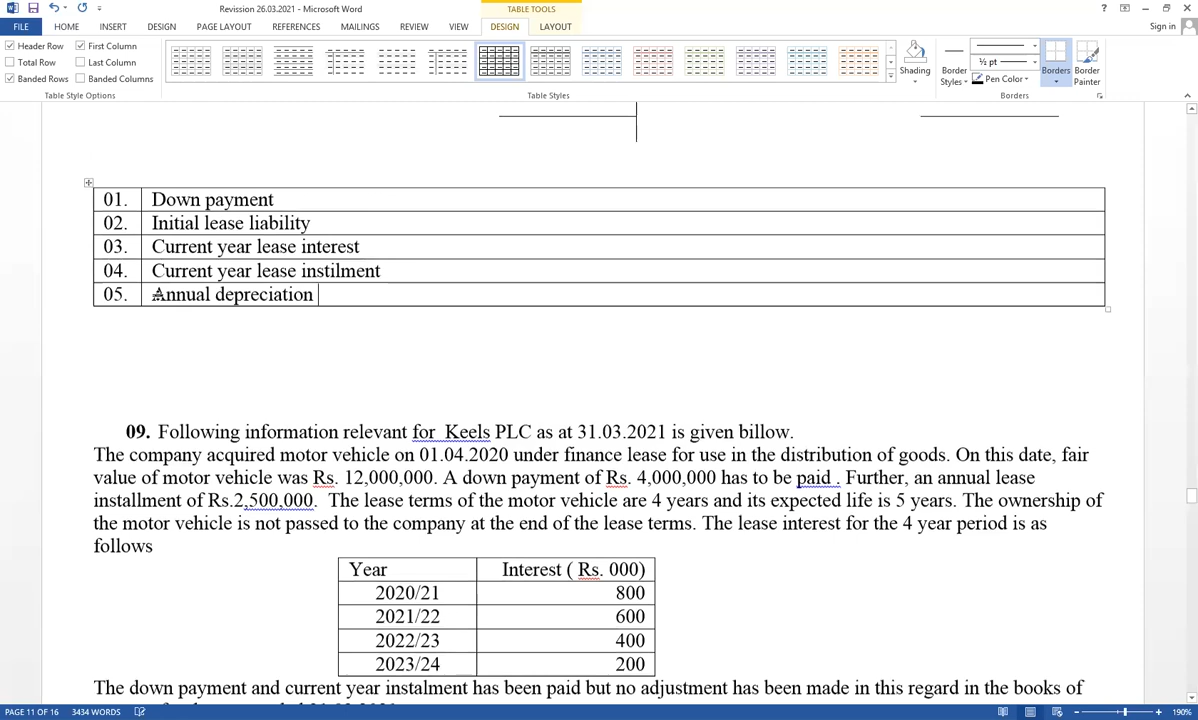 Revission 26.03.2021 - Microsoft Word
TABLE TOOLS
?
FILE HOME INSERT DESIGN PAGE LAYOUT REFERENCES MAILINGS REVIEW VIEW DESIGN LAYOUT Sign in
Header Row First Column
Total Row Last Column
Banded Rows Banded Columns
Table Style Options
Table Styles
Shading
Border Styles
½ pt
Pen Color
Borders
Border Painter
Borders
01. Down payment
02. Initial lease liability
03. Current year lease interest
04. Current year lease instilment
05. Annual depreciation
09. Following information relevant for Keels PLC as at 31.03.2021 is given billow.
The company acquired motor vehicle on 01.04.2020 under finance lease for use in the distribution of goods. On this date, fair
value of motor vehicle was Rs. 12,000,000. A down payment of Rs. 4,000,000 has to be paid . Further, an annual lease
installment of Rs.2,500,000. The lease terms of the motor vehicle are 4 years and its expected life is 5 years. The ownership of
the motor vehicle is not passed to the company at the end of the lease terms. The lease interest for the 4 year period is as
follows
Year Interest ( Rs. 000)
2020/21 800
2021/22 600
2022/23 400
2023/24 200
The down payment and current year instalment has been paid but no adjustment has been made in this regard in the books of
PAGE 11 OF 16 3434 WORDS 190%